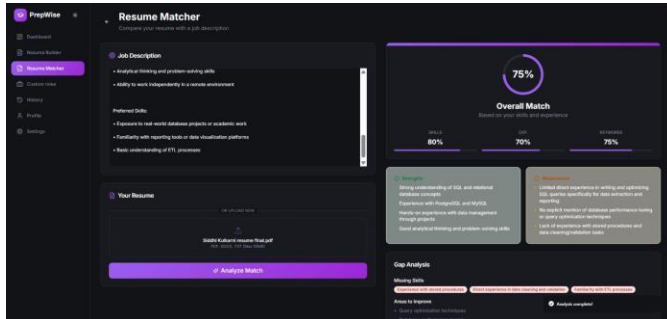 PrepWise
Dashboard
Resume Builder
Resume Matcher
Custom roles
History
Profile
Settings
Resume Matcher
Compare your resume with a job description
Job Description
• Analytical thinking and problem-solving skills
• Ability to work independently in a remote environment
Preferred Skills:
• Exposure to real-world database projects or academic work
• Familiarity with reporting tools or data visualization platforms
• Basic understanding of ETL processes
Your Resume
OR UPLOAD NEW
Siddhi Kulkarni resume-final.pdf
Analyze Match
75%
Overall Match
Based on your skills and experience
SKILLS
80%
EXP
70%
KEYWORDS
75%
Strengths
Strong understanding of SQL and relational
database concepts
Experience with PostgreSQL and MySQL
Hands-on experience with data management
through projects
Good analytical thinking and problem-solving skills
Weaknesses
Limited direct experience in writing and optimizing
SQL queries specifically for data extraction and
reporting
No explicit mention of database performance tuning
or query optimization techniques
Lack of experience with stored procedures and
data cleaning/validation tasks
Gap Analysis
Missing Skills
Experience with stored procedures
Direct experience in data cleaning and validation
Familiarity with ETL processes
Areas to Improve
• Query optimization techniques
Analysis complete!